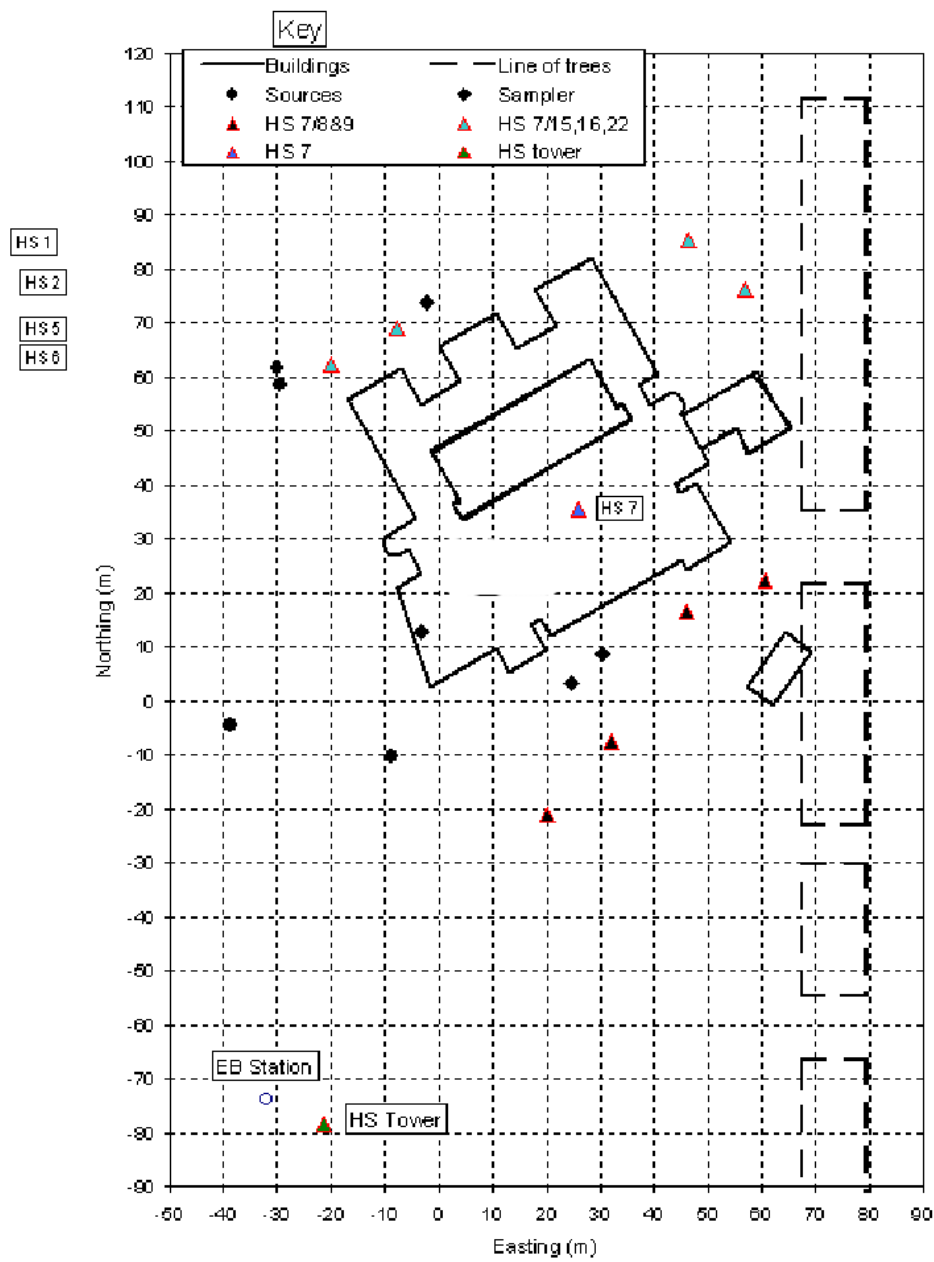 Key
Buildings
Line of trees
Sources
Sampler
HS 7/8&9
HS 7/15,16,22
HS 7
HS tower
120
110
100
90
80
70
60
50
40
30
20
10
0
-10
-20
-30
-40
-50
-60
-70
-80
-90
HS 1
HS 2
HS 5
HS 6
HS 7
Northing (m)
EB Station
HS Tower
-50 -40 -30 -20 -10 0 10 20 30 40 50 60 70 80 90
Easting (m)